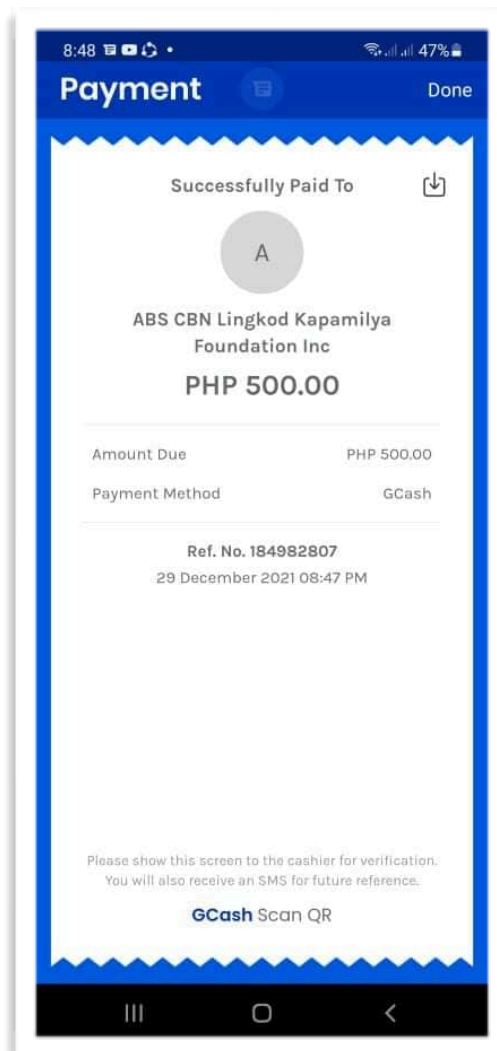 8:48 47%
Payment Done
Successfully Paid To
A
ABS CBN Lingkod Kapamilya
Foundation Inc
PHP 500.00
Amount Due PHP 500.00
Payment Method GCash
Ref. No. 184982807
29 December 2021 08:47 PM
Please show this screen to the cashier for verification.
You will also receive an SMS for future reference.
GCash Scan QR